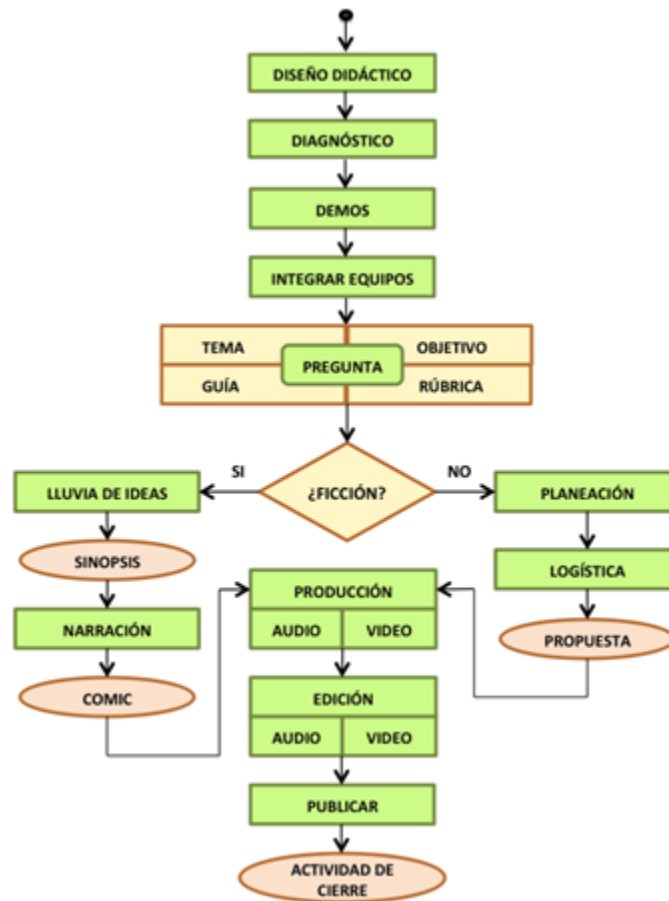 DISEÑO DIDÁCTICO
DIAGNÓSTICO
DEMOS
INTEGRAR EQUIPOS
TEMA
OBJETIVO
PREGUNTA
GUÍA
RÚBRICA
SI
¿FICCIÓN?
NO
LLUVIA DE IDEAS
SINOPSIS
NARRACIÓN
COMIC
PLANEACIÓN
LOGÍSTICA
PROPUESTA
PRODUCCIÓN
AUDIO
VIDEO
EDICIÓN
AUDIO
VIDEO
PUBLICAR
ACTIVIDAD DE
CIERRE